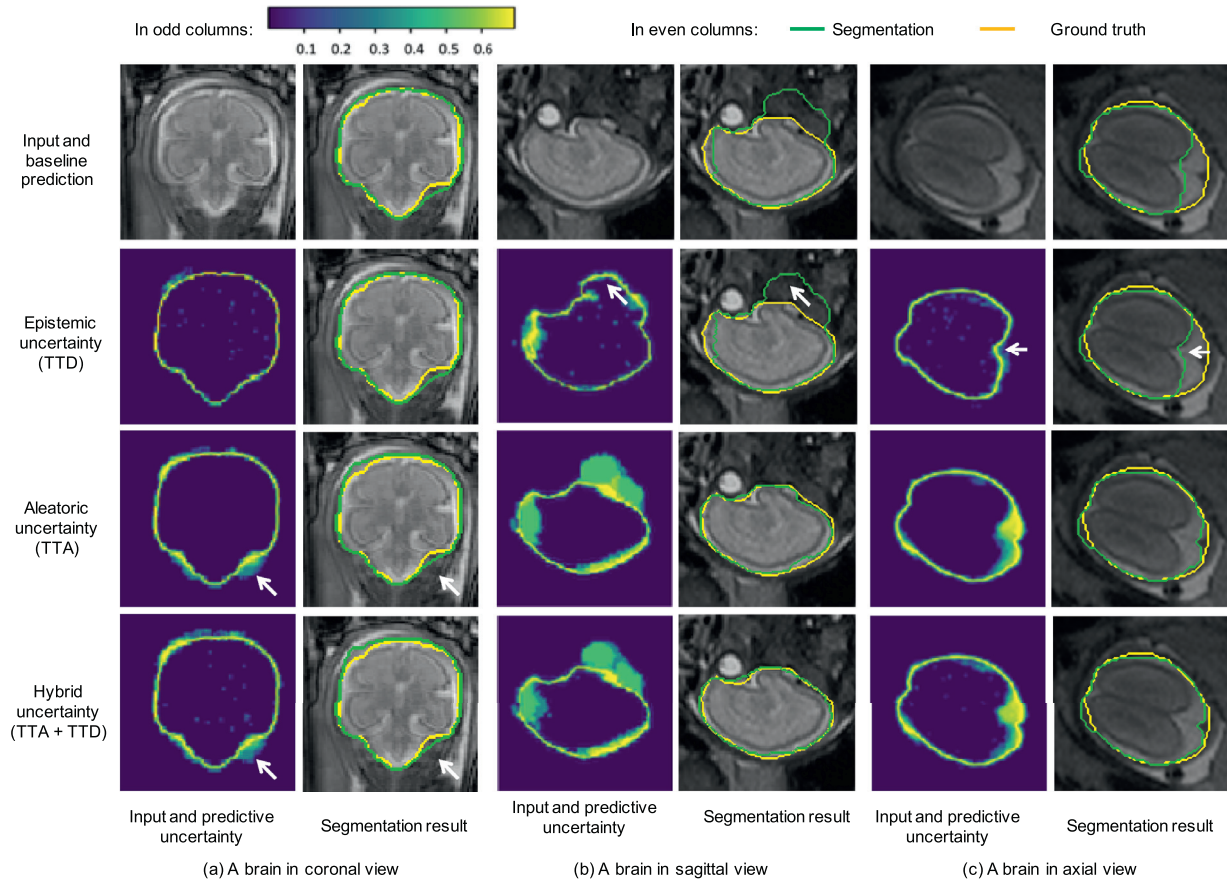 In odd columns:
0.1 0.2 0.3 0.4 0.5 0.6
In even columns:
Segmentation
Ground truth
Input and
baseline
prediction
Epistemic
uncertainty
(TTD)
Aleatoric
uncertainty
(TTA)
Hybrid
uncertainty
(TTA + TTD)
Input and predictive
uncertainty
Segmentation result
Input and predictive
uncertainty
Segmentation result
Input and predictive
uncertainty
Segmentation result
(a) A brain in coronal view
(b) A brain in sagittal view
(c) A brain in axial view